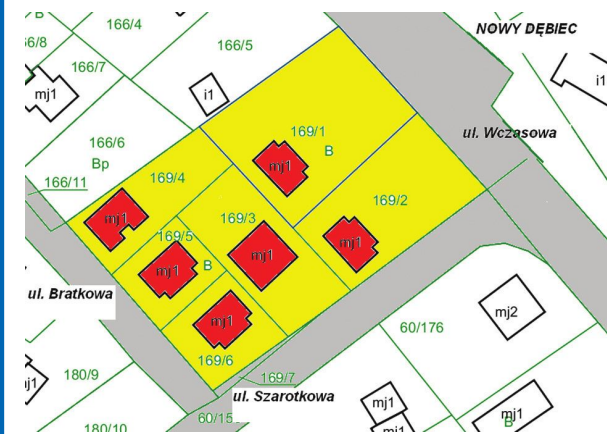 166/4
NOWY DĘBIEC
6/8
166/5
166/7
mj1
i1
i1
169/1
ul. Wczasowa
166/6
B
Bp
mj1
169/4
166/11
169/2
mj1
169/3
169/5
mj1
mj1
B
mj1
ul. Bratkowa
mj2
mj1
60/176
169/6
180/9
169/7
j1
ul. Szarotkowa
mj1
60/15
mj1
B
180/10
mj1